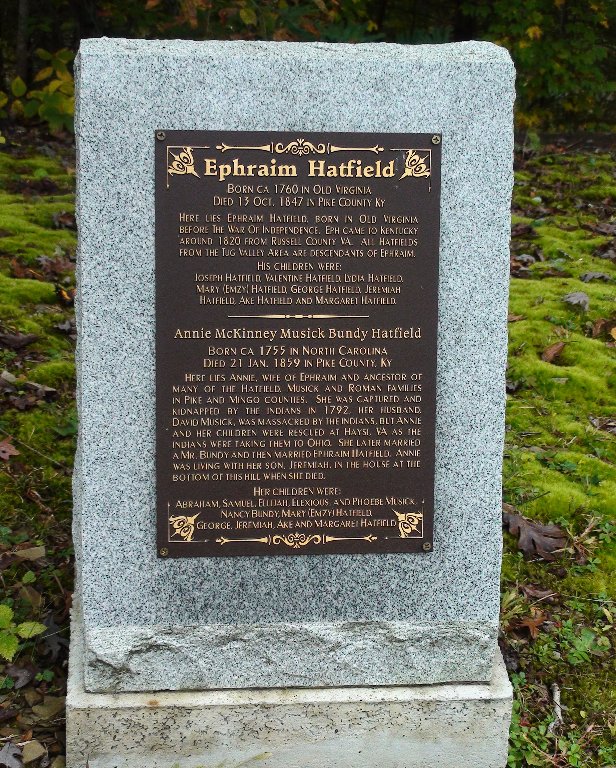 Ephraim Hatfield
Born ca 1760 in Old Virginia
Died 13 Oct. 1847 in Pike County Ky
Here lies Ephraim Hatfield, born in Old Virginia
before The War Of Independence. Eph came to Kentucky
around 1820 from Russell County Va. All Hatfields
from the Tug Valley Area are descendants of Ephraim.
His children were:
Joseph Hatfield, Valentine Hatfield, Lydia Hatfield,
Mary (Emzy) Hatfield, George Hatfield, Jeremiah
Hatfield, Ake Hatfield and Margaret Hatfield.
Annie McKinney Musick Bundy Hatfield
Born ca 1755 in North Carolina
Died 21 Jan. 1859 in Pike County, Ky
Here lies Annie, wife of Ephraim and ancestor of
many of the Hatfield, Musick and Roman families
in Pike and Mingo counties. She was captured and
kidnapped by the Indians in 1792. Her husband,
David Musick, was massacred by the Indians, but Annie
and her children were rescued at Haysi, VA as the
Indians were taking them to Ohio. She later married
a Mr. Bundy and then married Ephraim Hatfield. Annie
was living with her son, Jeremiah, in the house at the
bottom of this hill when she died.
Her children were:
Abraham, Samuel, Elijah, Elexious, and Phoebe Musick,
Nancy Bundy, Mary (Emzy) Hatfield,
George, Jeremiah, Ake and Margaret Hatfield